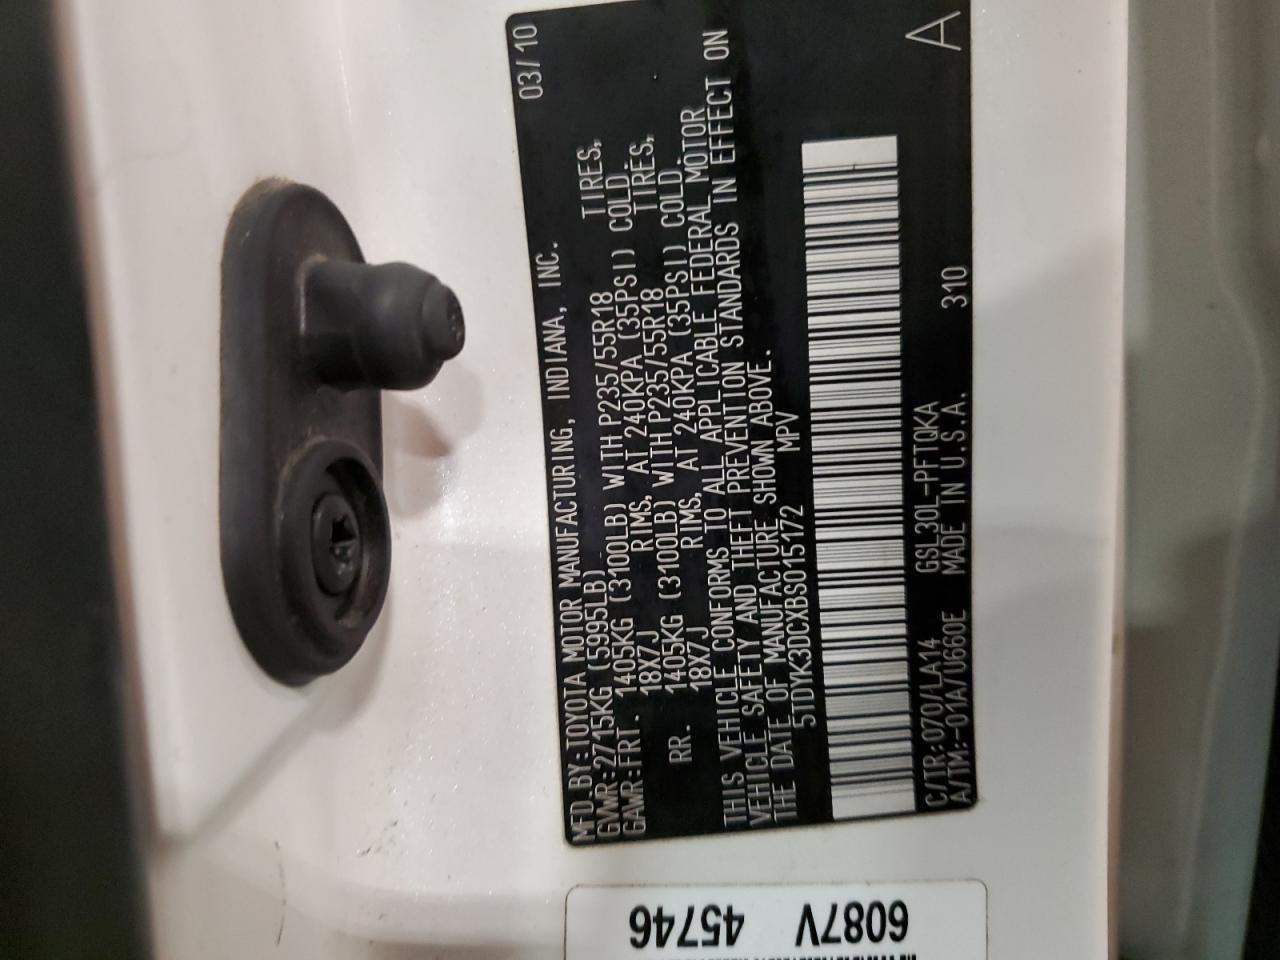 MFD. BY:TOYOTA MOTOR MANUFACTURING, INDIANA, INC. 03/10
GVWR:2715KG (5995LB)
GAWR:FRT. 1405KG (3100LB) WITH P235/55R18 TIRES,
18X7J RIMS, AT 240KPA (35PSI) COLD.
RR. 1405KG (3100LB) WITH P235/55R18 TIRES,
18X7J RIMS, AT 240KPA (35PSI) COLD.
THIS VEHICLE CONFORMS TO ALL APPLICABLE FEDERAL MOTOR
VEHICLE SAFETY AND THEFT PREVENTION STANDARDS IN EFFECT ON
THE DATE OF MANUFACTURE SHOWN ABOVE.
5TDYK3DCXBS015172 MPV
C/TR:070/LA14 GSL30L-PFTQKA
A/TM:-01A/U660E MADE IN U.S.A. 310 A
6087V 45746